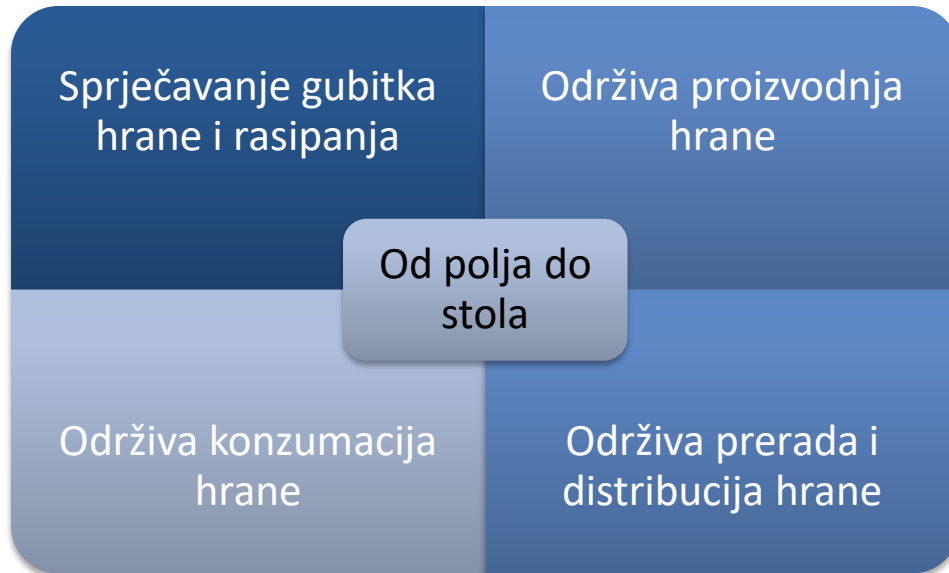 Sprječavanje gubitka
hrane i rasipanja
Održiva proizvodnja
hrane
Od polja do
stola
Održiva konzumacija
hrane
Održiva prerada i
distribucija hrane